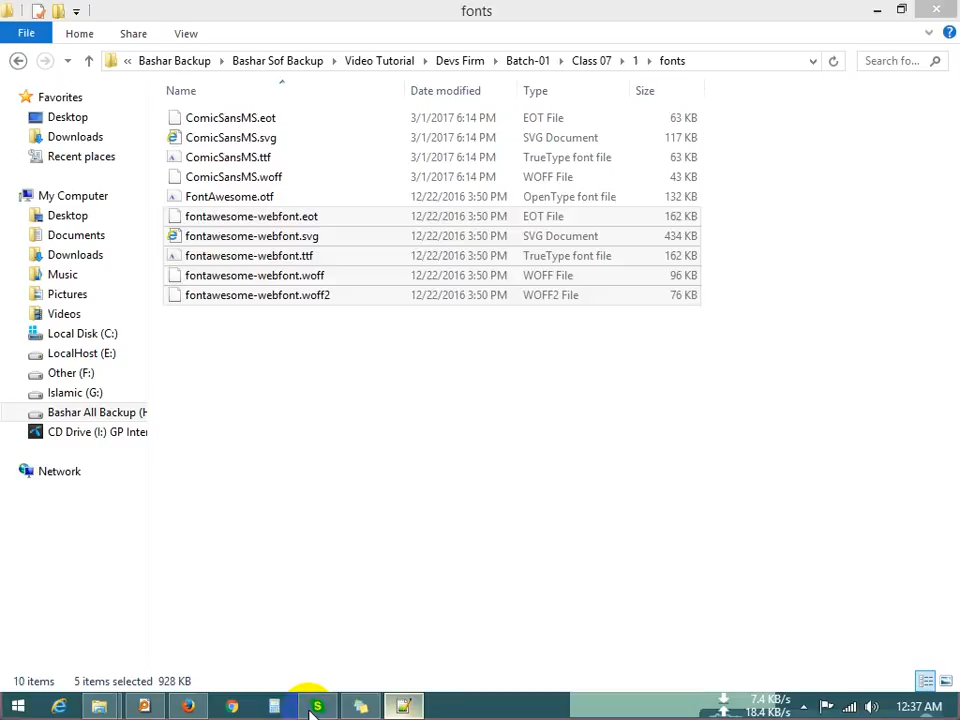 fonts
File Home Share View
« Bashar Backup Bashar Sof Backup Video Tutorial Devs Firm Batch-01 Class 07 1 fonts Search fo...
Name Date modified Type Size
ComicSansMS.eot 3/1/2017 6:14 PM EOT File 63 KB
ComicSansMS.svg 3/1/2017 6:14 PM SVG Document 117 KB
ComicSansMS.ttf 3/1/2017 6:14 PM TrueType font file 63 KB
ComicSansMS.woff 3/1/2017 6:14 PM WOFF File 43 KB
FontAwesome.otf 12/22/2016 3:50 PM OpenType font file 132 KB
fontawesome-webfont.eot 12/22/2016 3:50 PM EOT File 162 KB
fontawesome-webfont.svg 12/22/2016 3:50 PM SVG Document 434 KB
fontawesome-webfont.ttf 12/22/2016 3:50 PM TrueType font file 162 KB
fontawesome-webfont.woff 12/22/2016 3:50 PM WOFF File 96 KB
fontawesome-webfont.woff2 12/22/2016 3:50 PM WOFF2 File 76 KB
Favorites
Desktop
Downloads
Recent places
My Computer
Desktop
Documents
Downloads
Music
Pictures
Videos
Local Disk (C:)
LocalHost (E:)
Other (F:)
Islamic (G:)
Bashar All Backup (H
CD Drive (I:) GP Inter
Network
10 items 5 items selected 928 KB
7.4 KB/s
18.4 KB/s
12:37 AM